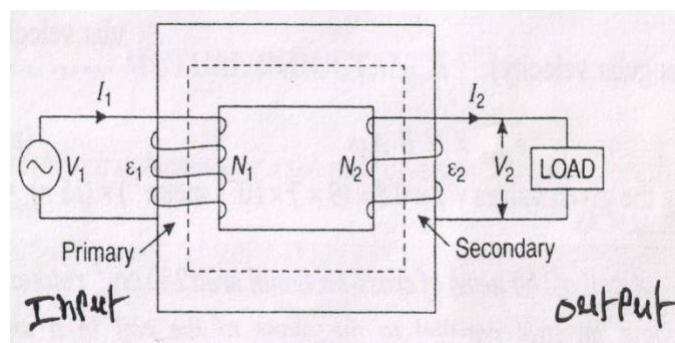 I₁
I₂
V₁
ε₁
N₁
N₂
ε₂
V₂
LOAD
Primary
Secondary
Input
output